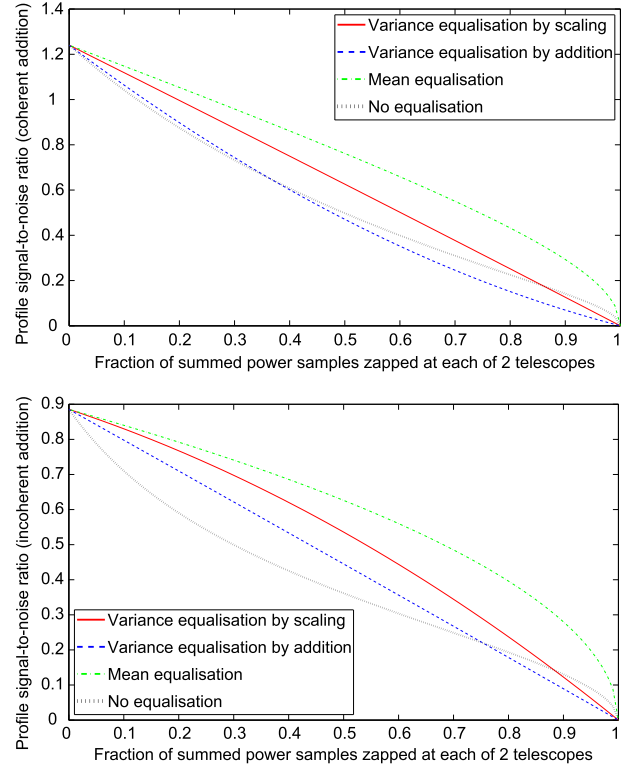 1.4
1.2
1
0.8
0.6
0.4
0.2
0
Profile signal-to-noise ratio (coherent addition)
Variance equalisation by scaling
Variance equalisation by addition
Mean equalisation
No equalisation
0 0.1 0.2 0.3 0.4 0.5 0.6 0.7 0.8 0.9 1
Fraction of summed power samples zapped at each of 2 telescopes
0.9
0.8
0.7
0.6
0.5
0.4
0.3
0.2
0.1
0
Profile signal-to-noise ratio (incoherent addition)
Variance equalisation by scaling
Variance equalisation by addition
Mean equalisation
No equalisation
0 0.1 0.2 0.3 0.4 0.5 0.6 0.7 0.8 0.9 1
Fraction of summed power samples zapped at each of 2 telescopes